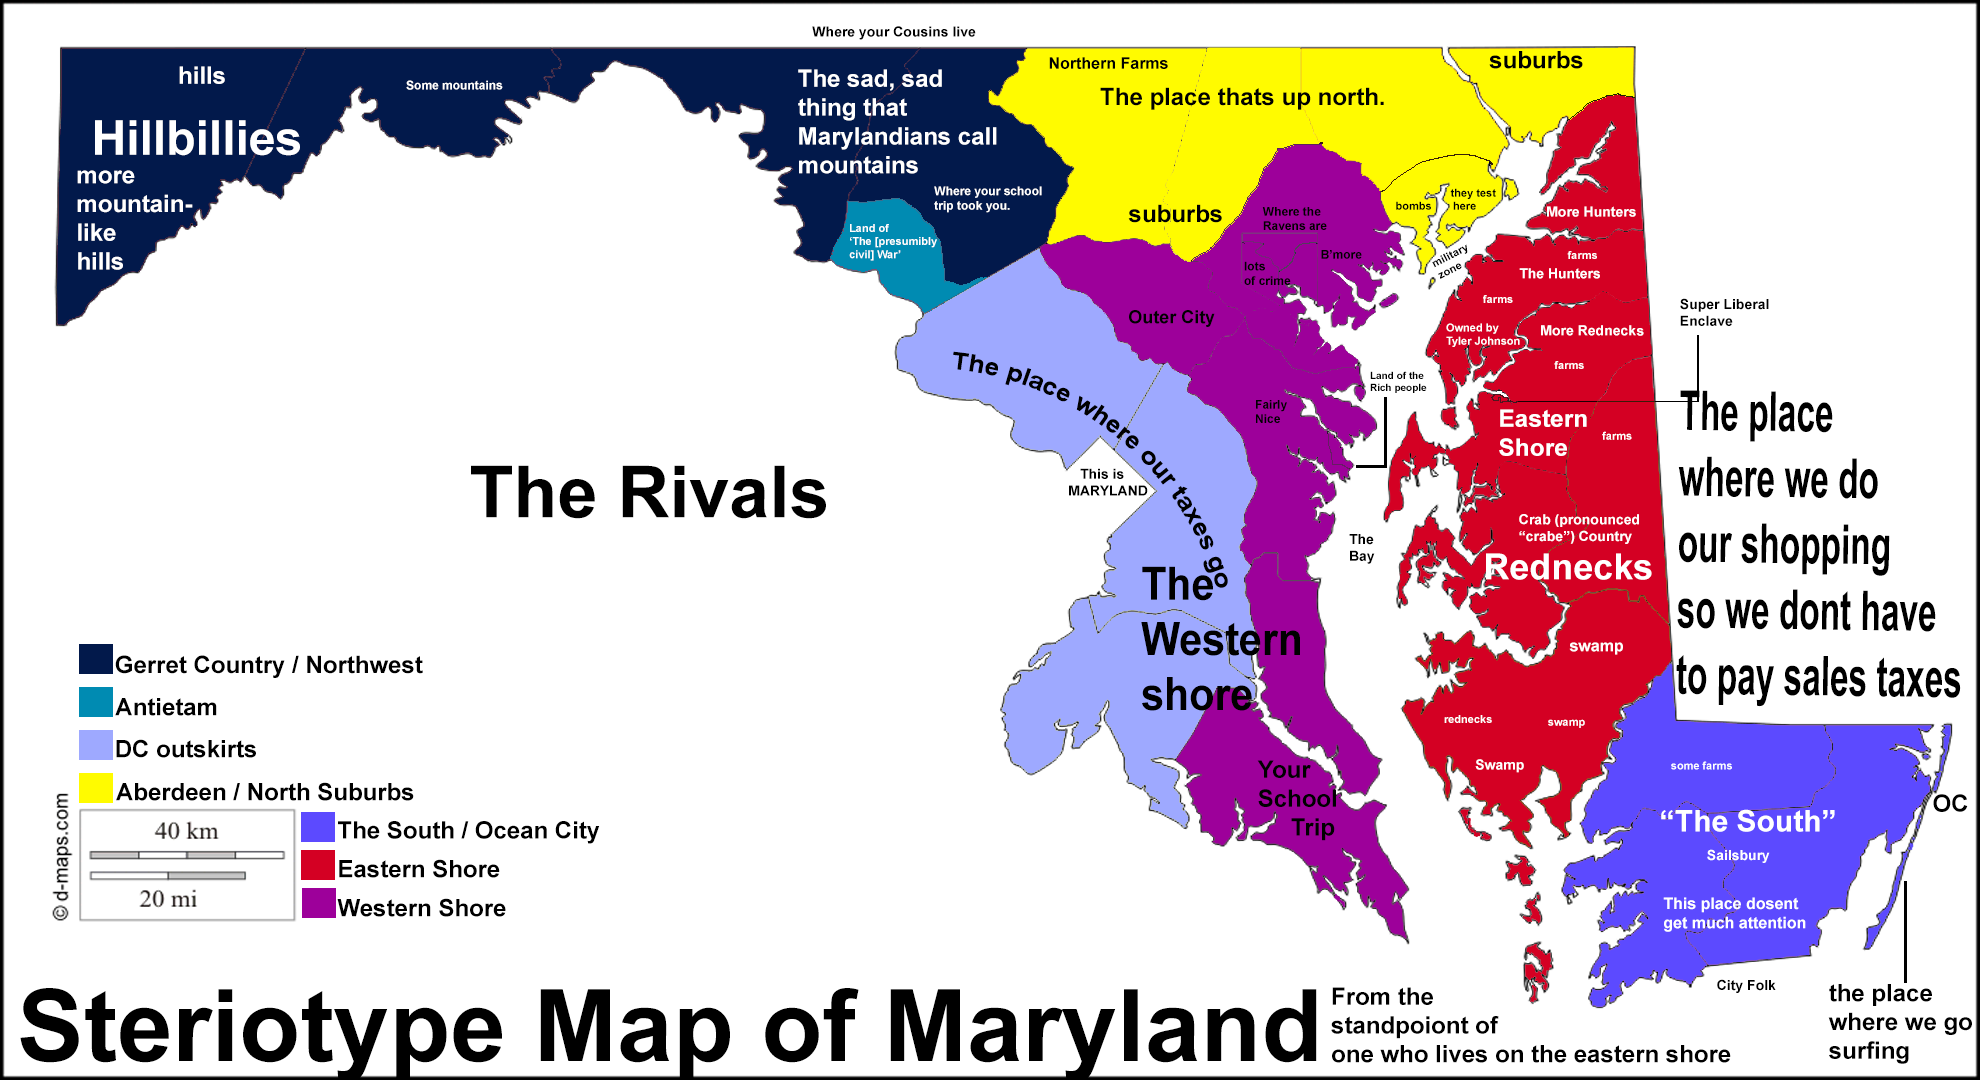 Where your Cousins live
hills
Some mountains
Hillbillies
more
mountain-
like
hills
The sad, sad
thing that
Marylandians call
mountains
Where your school
trip took you.
Land of
‘The [presumibly
civil] War’
Northern Farms
The place thats up north.
suburbs
suburbs
bombs
they test
here
military
zone
Where the
Ravens are
B'more
lots
of crime
Outer City
Fairly
Nice
Land of the
Rich people
The place where our taxes go
This is
MARYLAND
The Rivals
The
Western
shore
The
Bay
Your
School
Trip
More Hunters
farms
The Hunters
farms
Owned by
Tyler Johnson
More Rednecks
farms
Eastern
Shore
farms
Crab (pronounced
“crabe”) Country
Rednecks
swamp
rednecks
swamp
Swamp
Super Liberal
Enclave
The place
where we do
our shopping
so we dont have
to pay sales taxes
some farms
“The South”
Sailsbury
This place dosent
get much attention
OC
City Folk
the place
where we go
surfing
Gerret Country / Northwest
Antietam
DC outskirts
Aberdeen / North Suburbs
The South / Ocean City
Eastern Shore
Western Shore
40 km
20 mi
© d-maps.com
Steriotype Map of Maryland
From the
standpoiont of
one who lives on the eastern shore